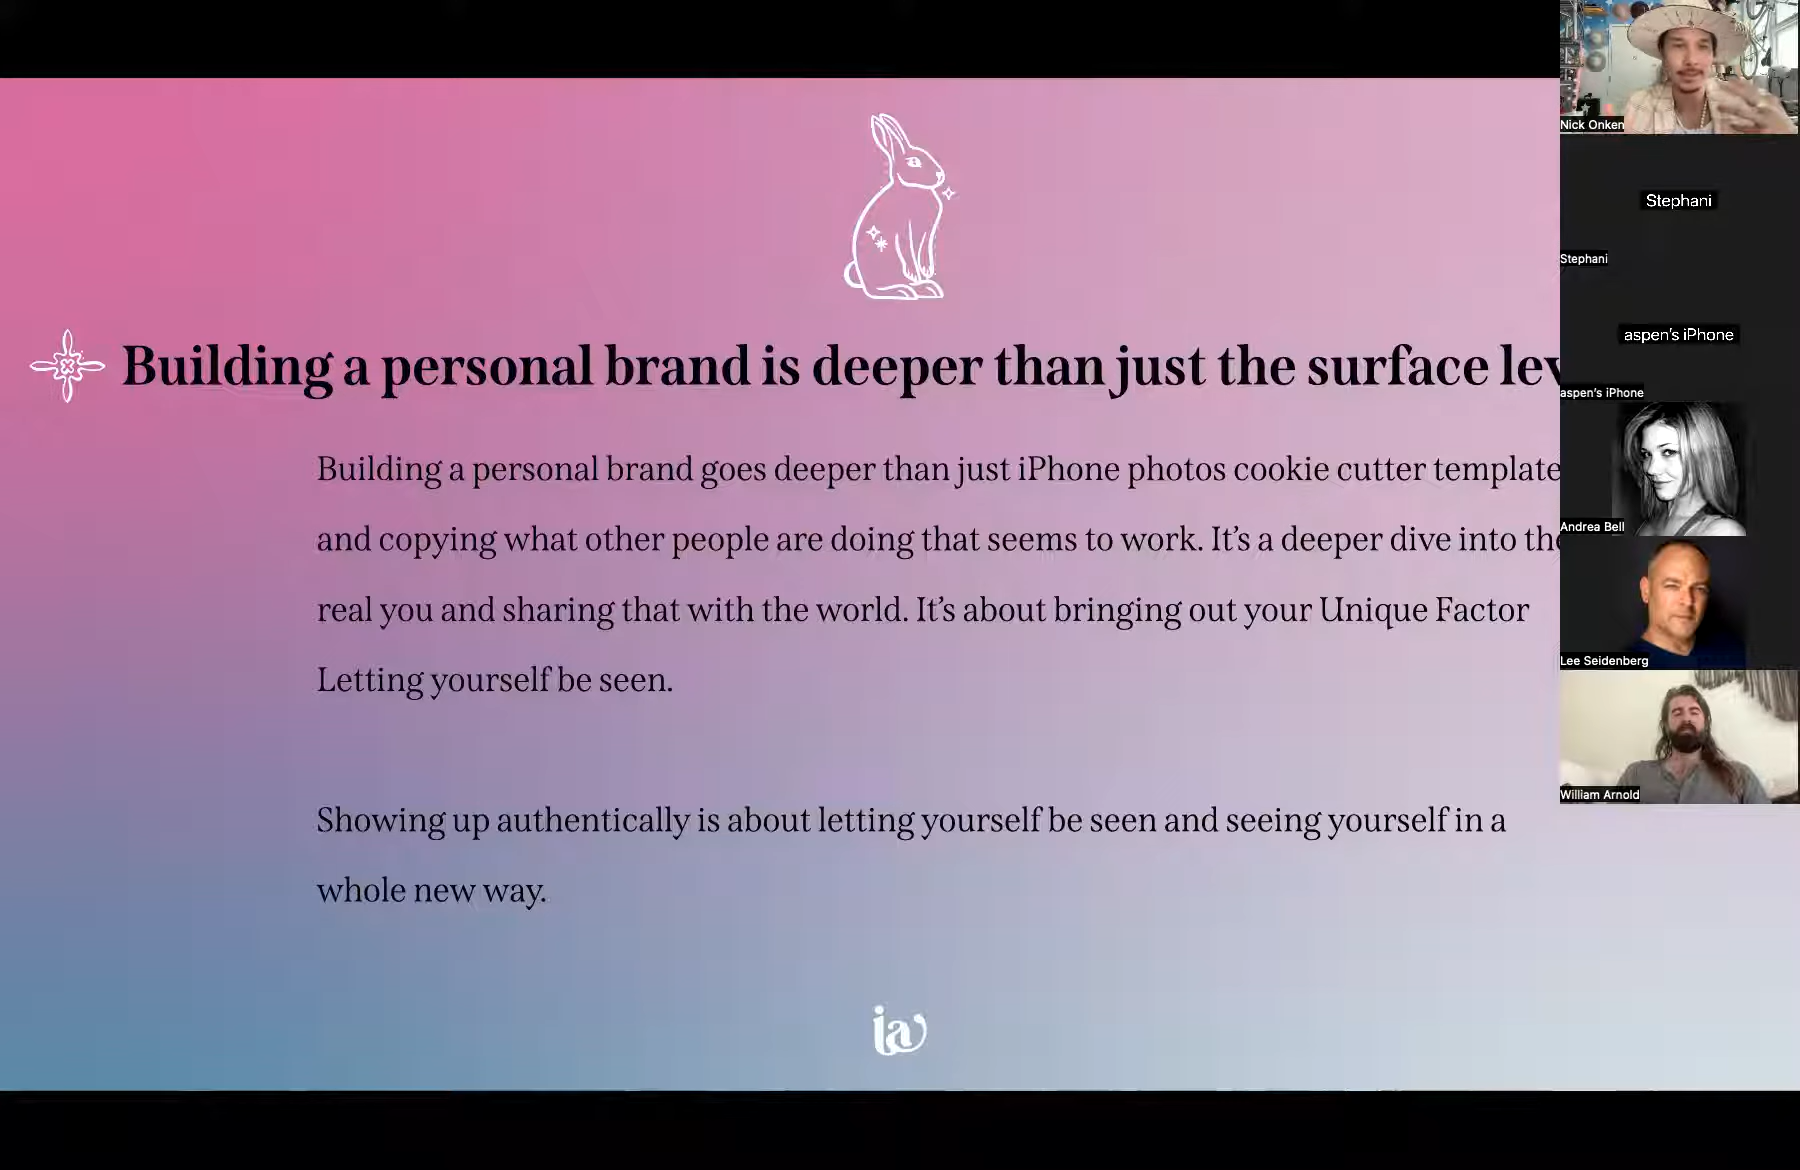 Building a personal brand is deeper than just the surface lev
Building a personal brand goes deeper than just iPhone photos cookie cutter template
and copying what other people are doing that seems to work. It’s a deeper dive into the
real you and sharing that with the world. It’s about bringing out your Unique Factor
Letting yourself be seen.
Showing up authentically is about letting yourself be seen and seeing yourself in a
whole new way.
ia
Nick Onken
Stephani
Stephani
aspen’s iPhone
aspen’s iPhone
Andrea Bell
Lee Seidenberg
William Arnold